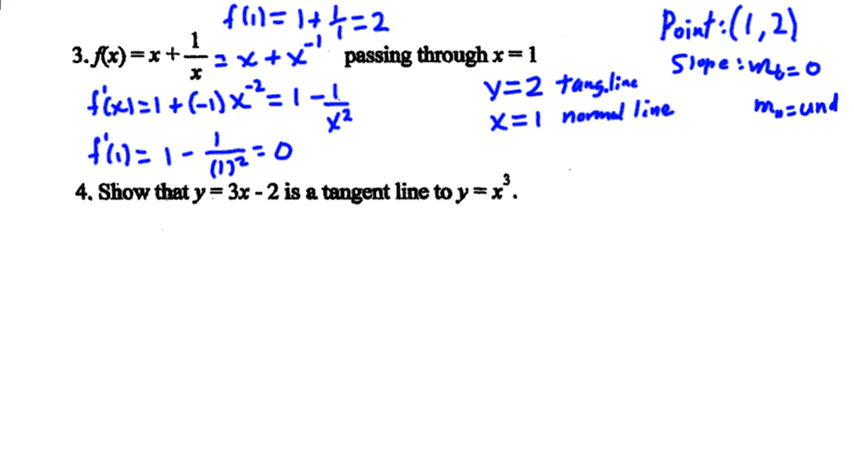 f(1) = 1 + 1/1 = 2
Point: (1, 2)
3. f(x) = x + 1/x = x + x⁻¹ passing through x = 1
Slope: m_t = 0
f'(x) = 1 + (-1)x⁻² = 1 - 1/x²
y = 2 tang. line
x = 1 normal line
m_n = und
f'(1) = 1 - 1/(1)² = 0
4. Show that y = 3x - 2 is a tangent line to y = x³.